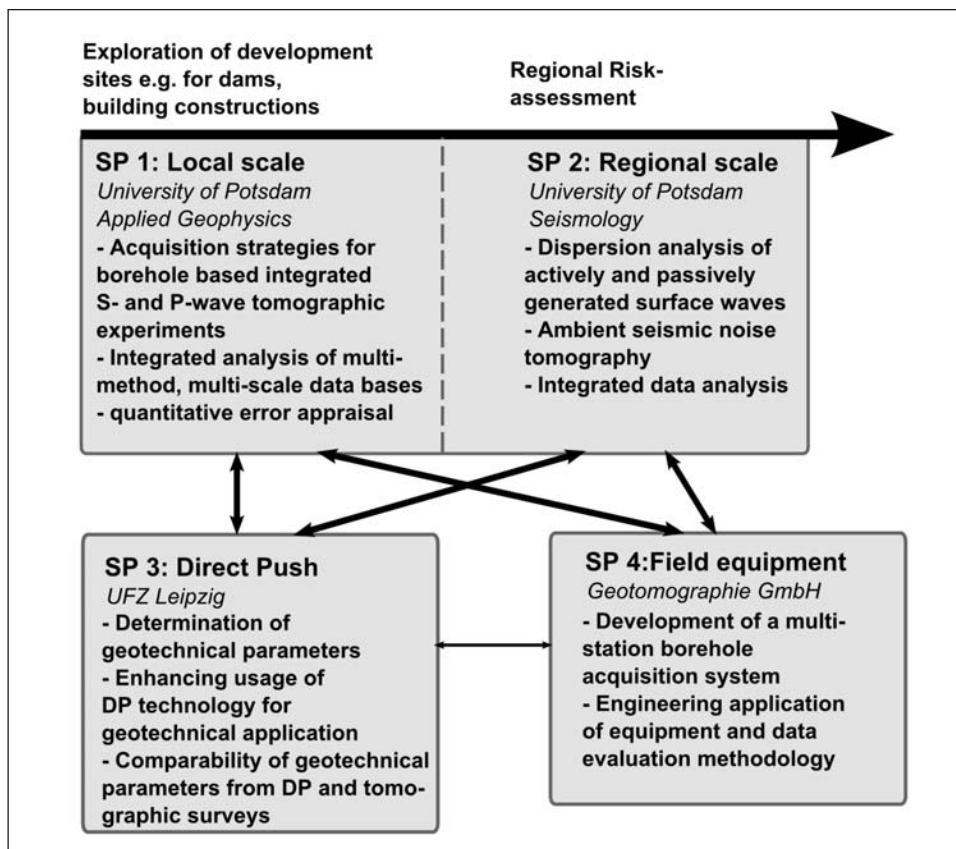 Exploration of development
sites e.g. for dams,
building constructions
Regional Risk-
assessment
SP 1: Local scale
University of Potsdam
Applied Geophysics
- Acquisition strategies for
borehole based integrated
S- and P-wave tomographic
experiments
- Integrated analysis of multi-
method, multi-scale data bases
- quantitative error appraisal
SP 2: Regional scale
University of Potsdam
Seismology
- Dispersion analysis of
actively and passively
generated surface waves
- Ambient seismic noise
tomography
- Integrated data analysis
SP 3: Direct Push
UFZ Leipzig
- Determination of
geotechnical parameters
- Enhancing usage of
DP technology for
geotechnical application
- Comparability of geotechnical
parameters from DP and tomo-
graphic surveys
SP 4:Field equipment
Geotomographie GmbH
- Development of a multi-
station borehole
acquisition system
- Engineering application
of equipment and data
evaluation methodology